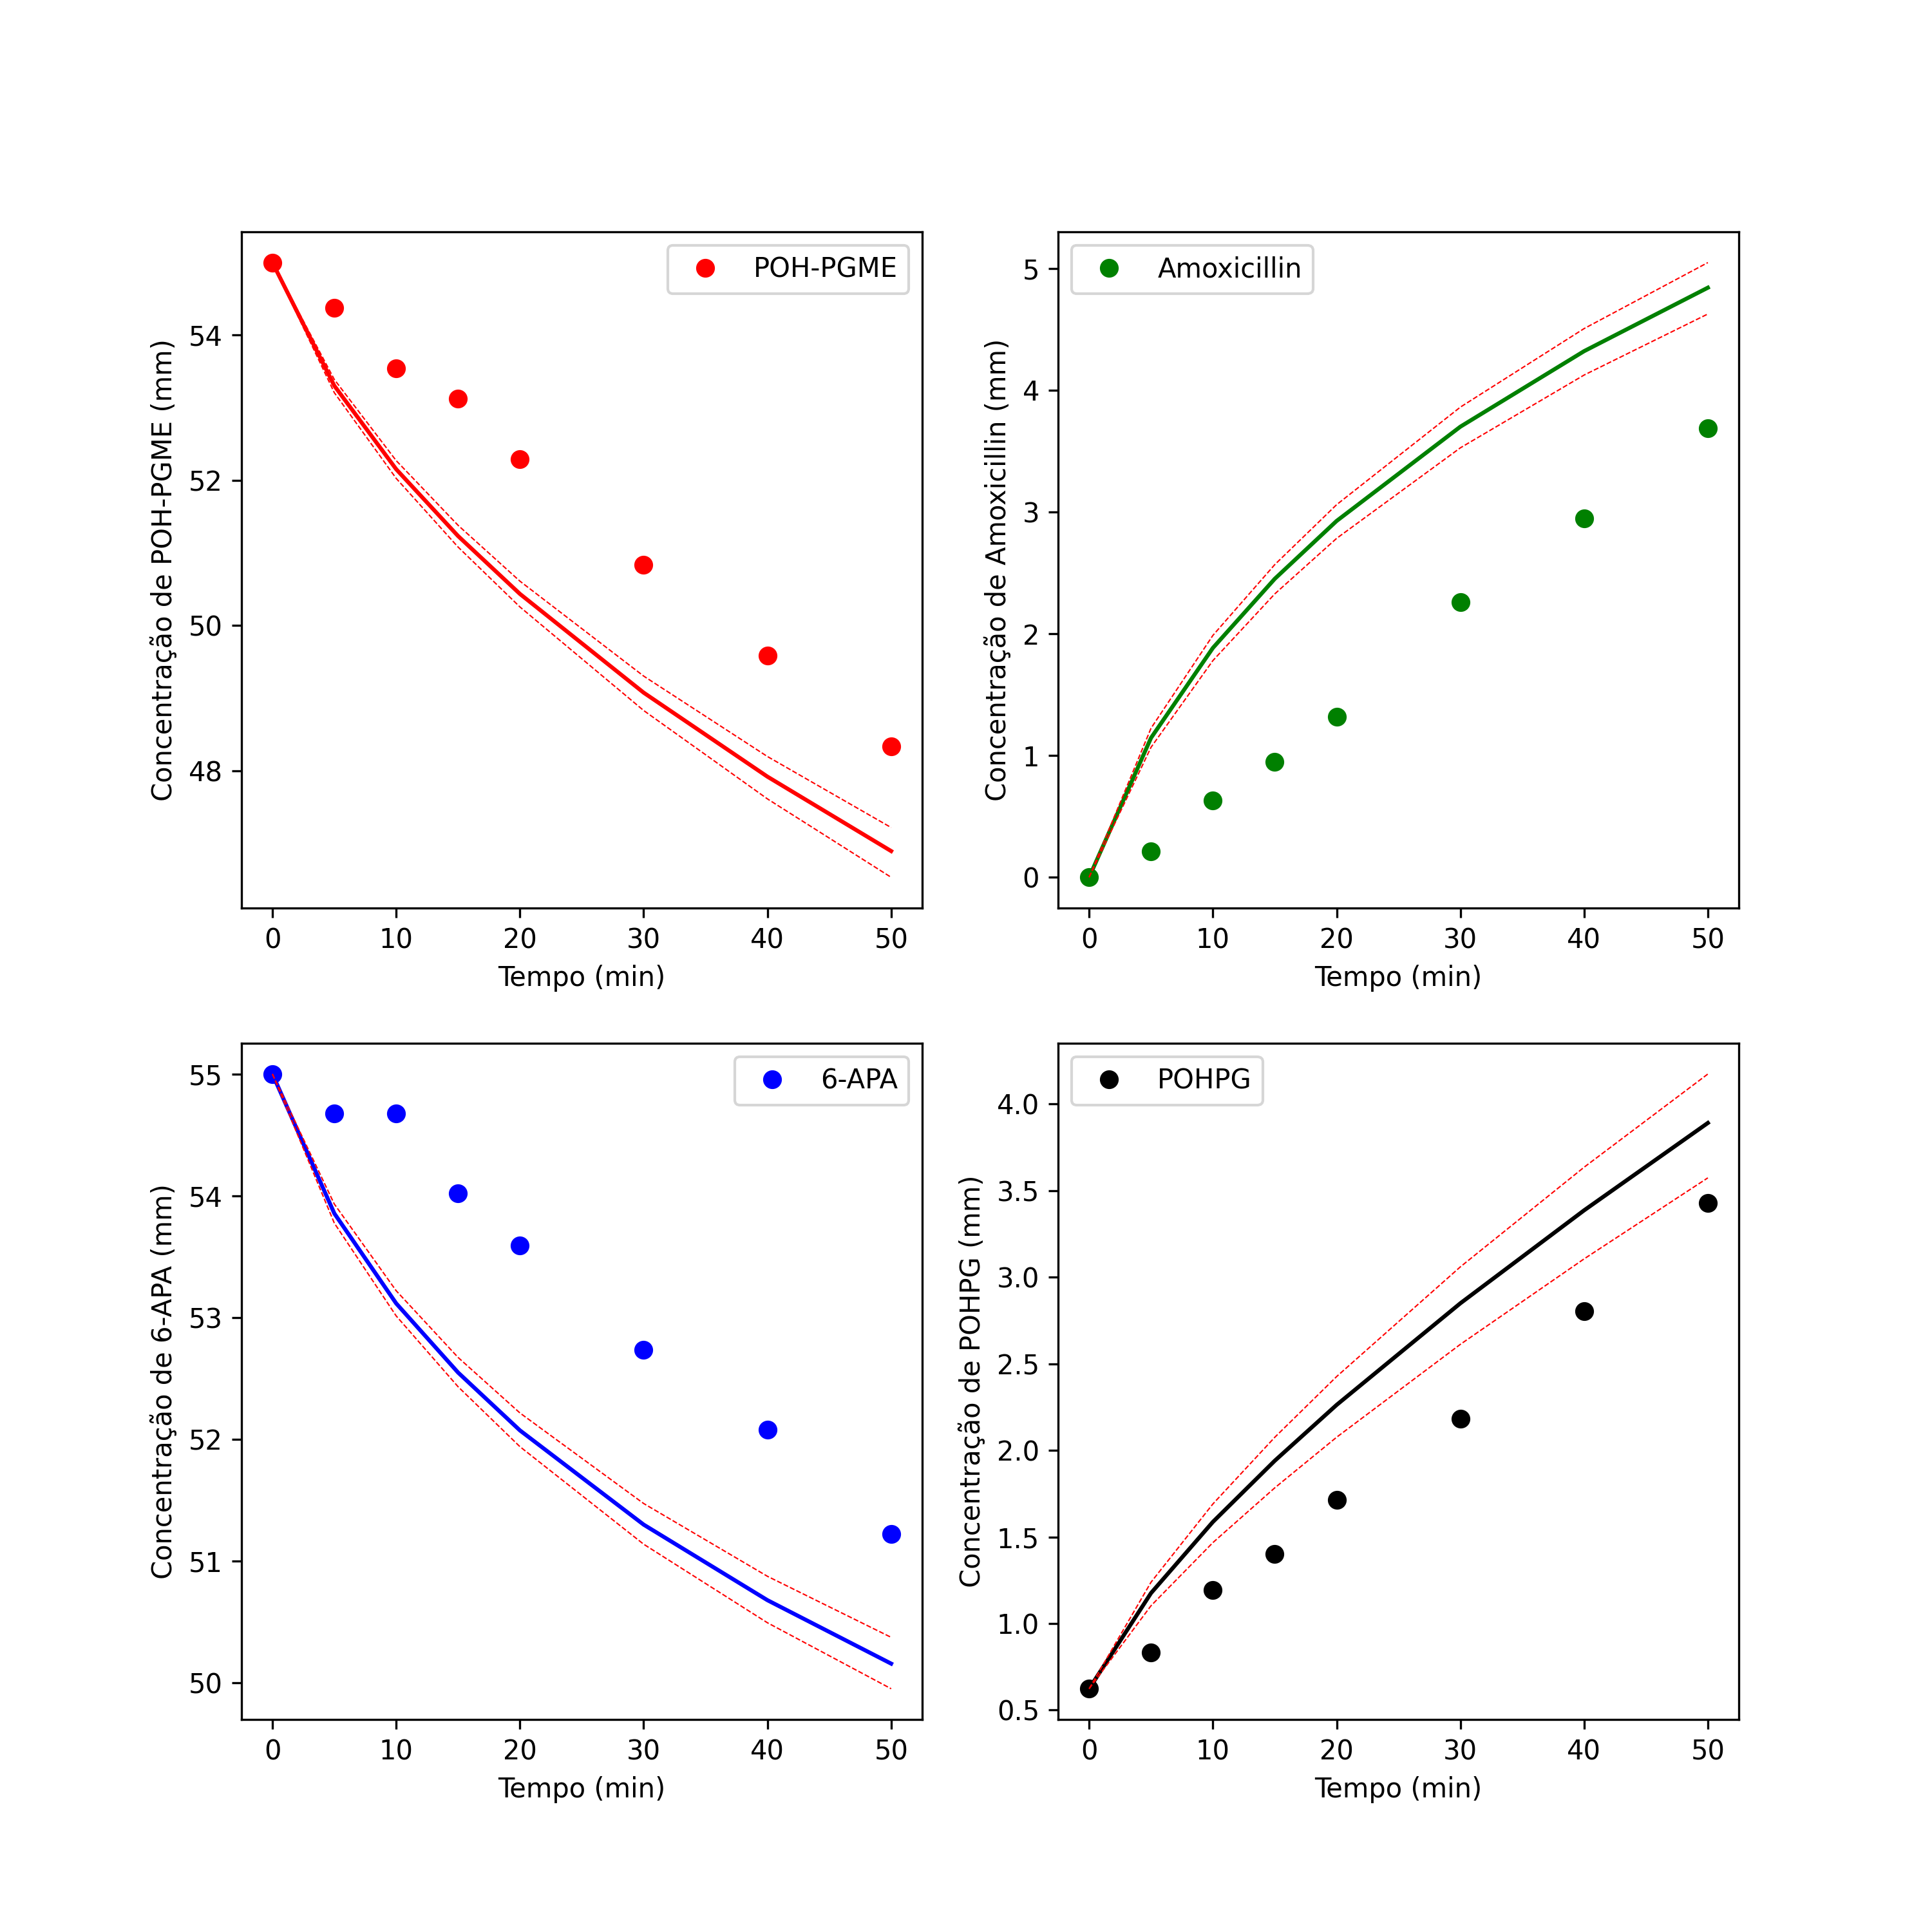 POH-PGME
Concentração de POH-PGME (mm)
54
52
50
48
0 10 20 30 40 50
Tempo (min)
Amoxicillin
Concentração de Amoxicillin (mm)
5
4
3
2
1
0
0 10 20 30 40 50
Tempo (min)
6-APA
Concentração de 6-APA (mm)
55
54
53
52
51
50
0 10 20 30 40 50
Tempo (min)
POHPG
Concentração de POHPG (mm)
4.0
3.5
3.0
2.5
2.0
1.5
1.0
0.5
0 10 20 30 40 50
Tempo (min)